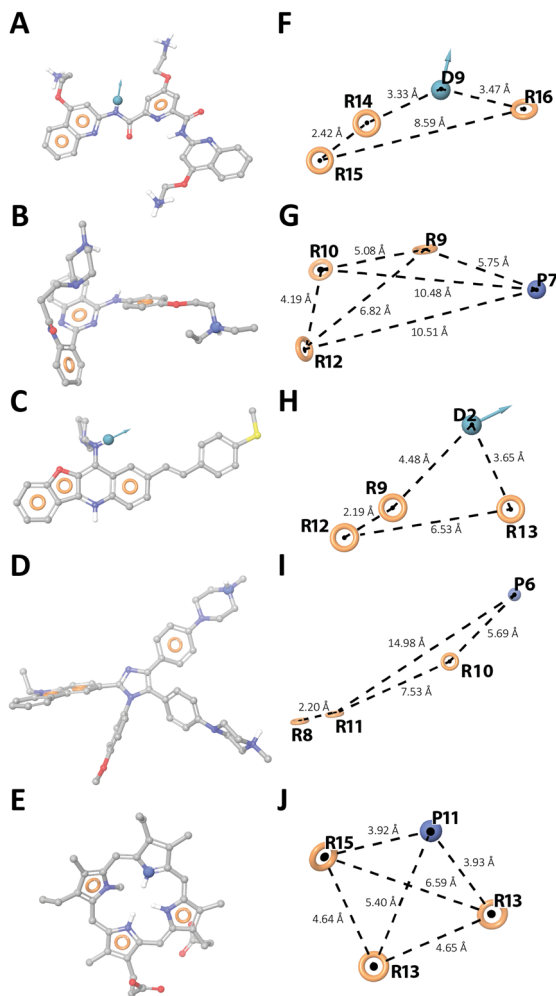 A
F
D9
3.33 Å
3.47 Å
R14
R16
2.42 Å
8.59 Å
R15
B
G
R9
5.08 Å
5.75 Å
R10
P7
4.19 Å
10.48 Å
6.82 Å
10.51 Å
R12
C
H
D2
4.48 Å
3.65 Å
R9
2.19 Å
R12
6.53 Å
R13
D
I
P6
14.98 Å
5.69 Å
R10
7.53 Å
2.20 Å
R8
R11
E
J
P11
3.92 Å
R15
3.93 Å
6.59 Å
R13
4.64 Å
5.40 Å
4.65 Å
R13